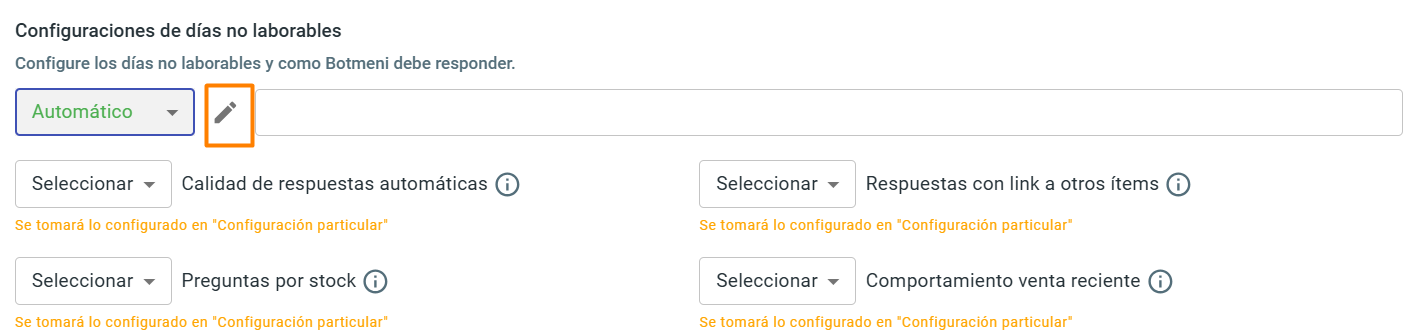 Configuraciones de días no laborables
Configure los días no laborables y como Botmeni debe responder.
Automático
Seleccionar Calidad de respuestas automáticas
Seleccionar Respuestas con link a otros ítems
Se tomará lo configurado en "Configuración particular"
Se tomará lo configurado en "Configuración particular"
Seleccionar Preguntas por stock
Seleccionar Comportamiento venta reciente
Se tomará lo configurado en "Configuración particular"
Se tomará lo configurado en "Configuración particular"